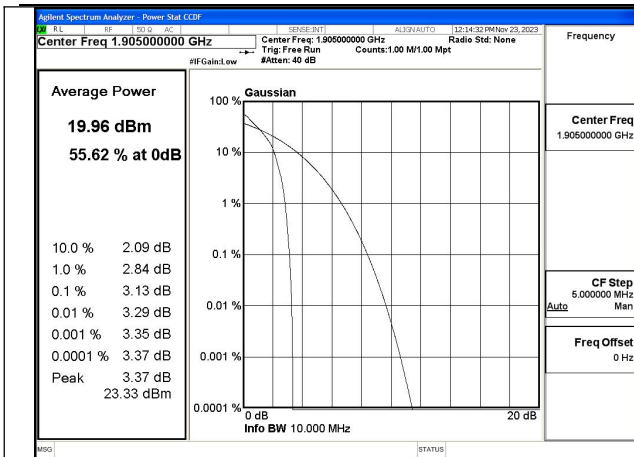 Agilent Spectrum Analyzer - Power Stat CCDF
RL RF 50 Ω AC SENSE:INT ALIGN AUTO 12:14:32 PM Nov 23, 2023
Center Freq 1.905000000 GHz
Center Freq: 1.905000000 GHz Radio Std: None
Trig: Free Run Counts:1.00 M/1.00 Mpt
#IFGain:Low #Atten: 40 dB
Frequency
Average Power
19.96 dBm
55.62 % at 0dB
10.0 % 2.09 dB
1.0 % 2.84 dB
0.1 % 3.13 dB
0.01 % 3.29 dB
0.001 % 3.35 dB
0.0001 % 3.37 dB
Peak 3.37 dB
23.33 dBm
Gaussian
100 %
10 %
1 %
0.1 %
0.01 %
0.001 %
0.0001 %
0 dB 20 dB
Info BW 10.000 MHz
Center Freq
1.905000000 GHz
CF Step
5.000000 MHz
Auto Man
Freq Offset
0 Hz
MSG STATUS